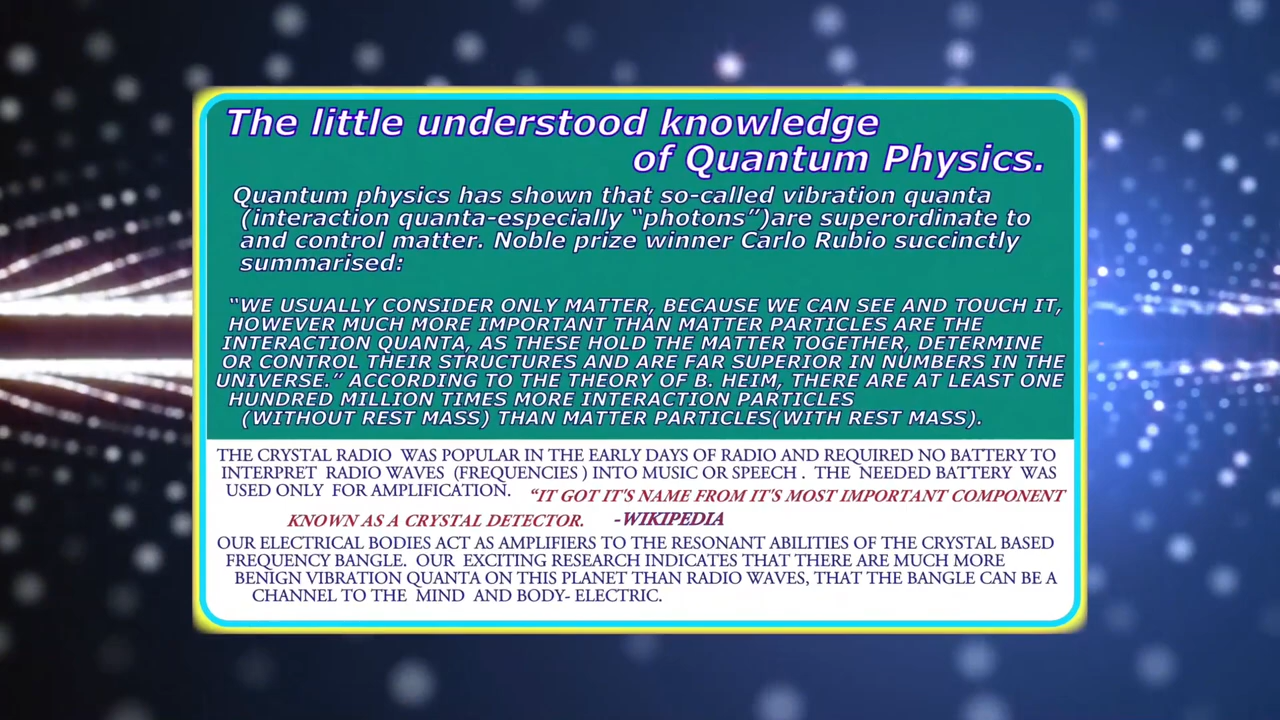 The little understood knowledge
of Quantum Physics.
Quantum physics has shown that so-called vibration quanta
(interaction quanta-especially “photons”)are superordinate to
and control matter. Noble prize winner Carlo Rubio succinctly
summarised:
“WE USUALLY CONSIDER ONLY MATTER, BECAUSE WE CAN SEE AND TOUCH IT,
HOWEVER MUCH MORE IMPORTANT THAN MATTER PARTICLES ARE THE
INTERACTION QUANTA, AS THESE HOLD THE MATTER TOGETHER, DETERMINE
OR CONTROL THEIR STRUCTURES AND ARE FAR SUPERIOR IN NUMBERS IN THE
UNIVERSE.” ACCORDING TO THE THEORY OF B. HEIM, THERE ARE AT LEAST ONE
HUNDRED MILLION TIMES MORE INTERACTION PARTICLES
(WITHOUT REST MASS) THAN MATTER PARTICLES(WITH REST MASS).
THE CRYSTAL RADIO WAS POPULAR IN THE EARLY DAYS OF RADIO AND REQUIRED NO BATTERY TO
INTERPRET RADIO WAVES (FREQUENCIES ) INTO MUSIC OR SPEECH . THE NEEDED BATTERY WAS
USED ONLY FOR AMPLIFICATION. “IT GOT IT'S NAME FROM IT'S MOST IMPORTANT COMPONENT
KNOWN AS A CRYSTAL DETECTOR. -WIKIPEDIA
OUR ELECTRICAL BODIES ACT AS AMPLIFIERS TO THE RESONANT ABILITIES OF THE CRYSTAL BASED
FREQUENCY BANGLE. OUR EXCITING RESEARCH INDICATES THAT THERE ARE MUCH MORE
BENIGN VIBRATION QUANTA ON THIS PLANET THAN RADIO WAVES, THAT THE BANGLE CAN BE A
CHANNEL TO THE MIND AND BODY- ELECTRIC.